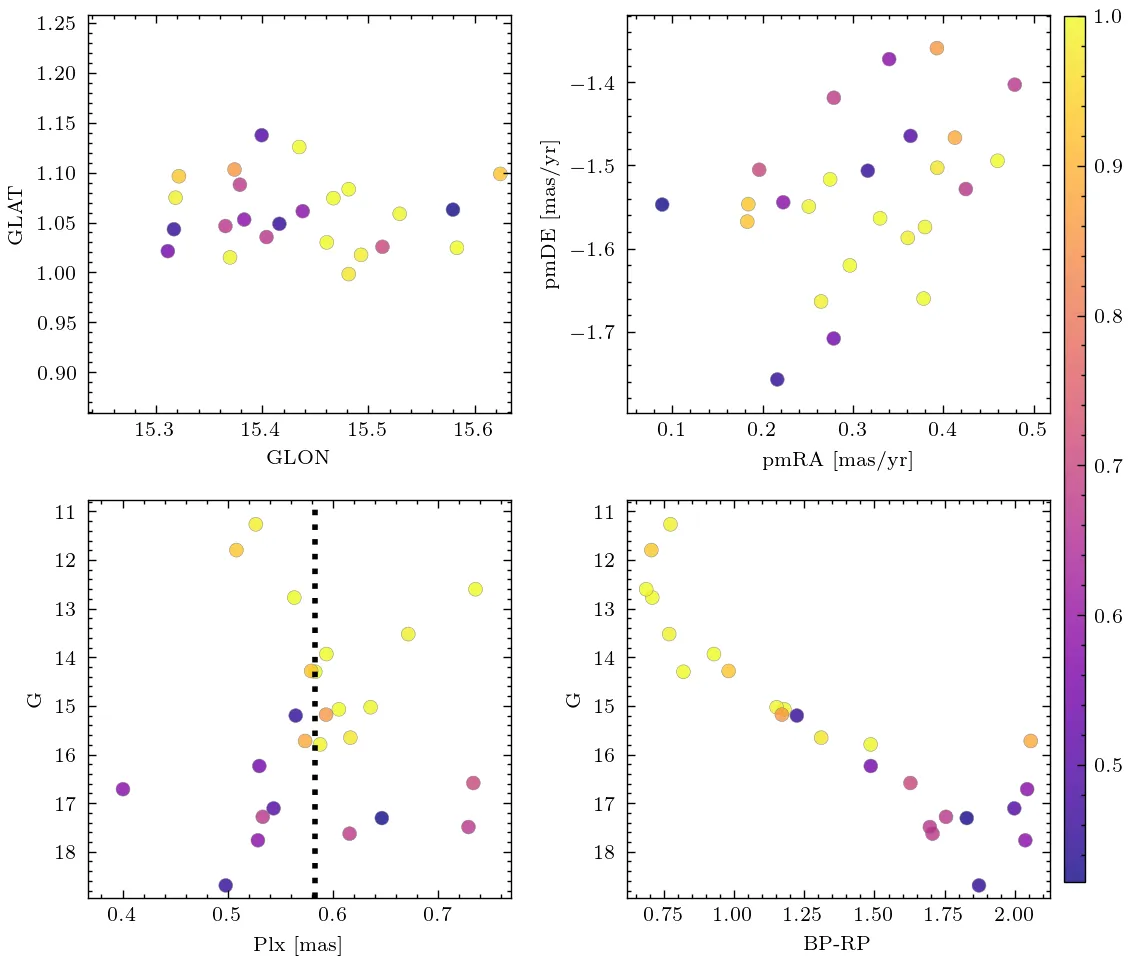 1.25
1.20
1.15
1.10
1.05
1.00
0.95
0.90
GLAT
15.3 15.4 15.5 15.6
GLON
−1.4
−1.5
−1.6
−1.7
pmDE [mas/yr]
0.1 0.2 0.3 0.4 0.5
pmRA [mas/yr]
11
12
13
14
15
16
17
18
G
0.4 0.5 0.6 0.7
Plx [mas]
11
12
13
14
15
16
17
18
G
0.75 1.00 1.25 1.50 1.75 2.00
BP-RP
1.0
0.9
0.8
0.7
0.6
0.5